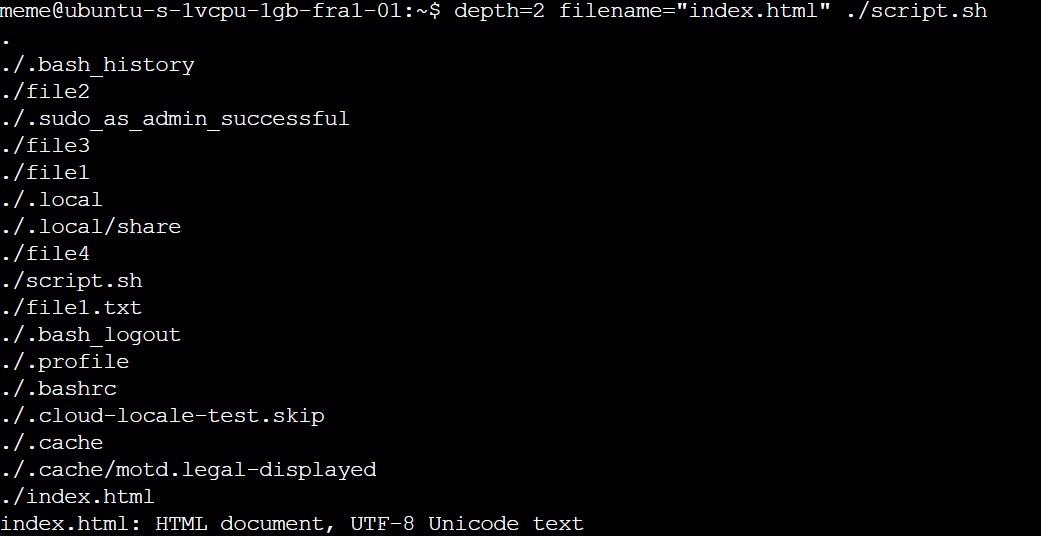 meme@ubuntu-s-1vcpu-1gb-fra1-01:~$ depth=2 filename="index.html" ./script.sh
.
./.bash_history
./file2
./.sudo_as_admin_successful
./file3
./file1
./.local
./.local/share
./file4
./script.sh
./file1.txt
./.bash_logout
./.profile
./.bashrc
./.cloud-locale-test.skip
./.cache
./.cache/motd.legal-displayed
./index.html
index.html: HTML document, UTF-8 Unicode text